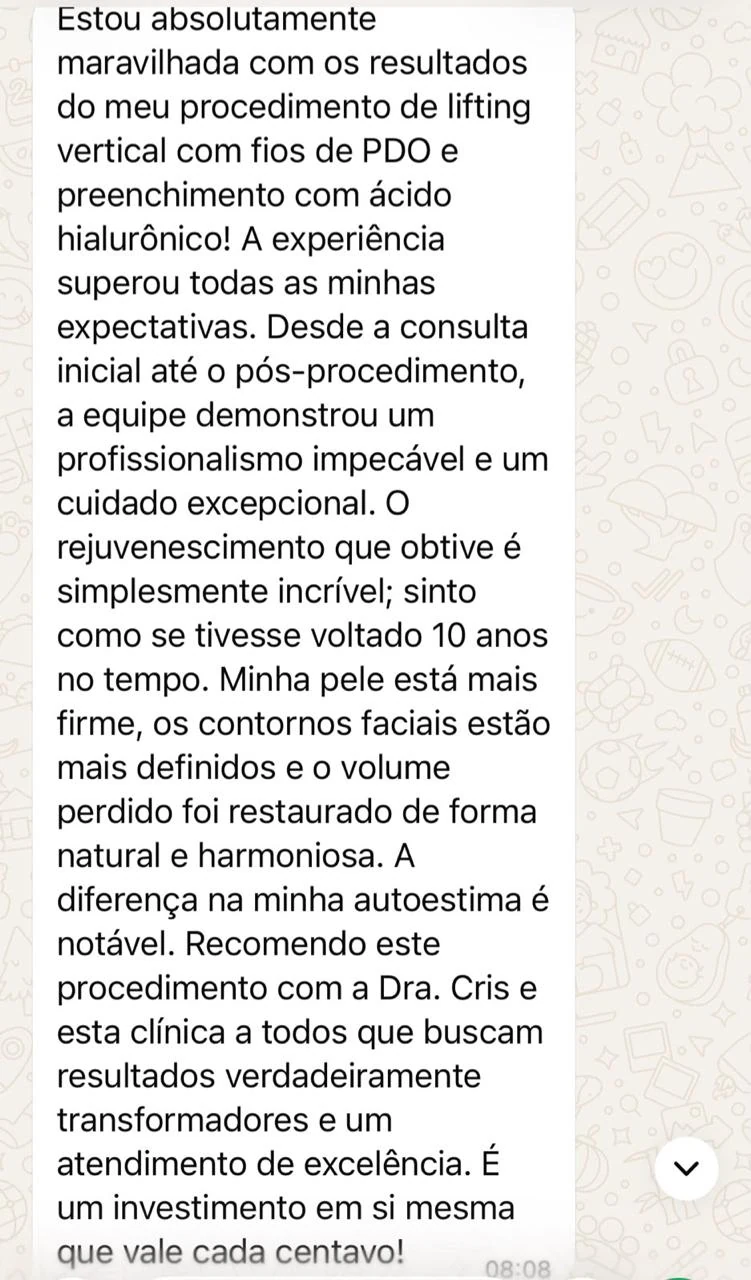 Estou absolutamente
maravilhada com os resultados
do meu procedimento de lifting
vertical com fios de PDO e
preenchimento com ácido
hialurônico! A experiência
superou todas as minhas
expectativas. Desde a consulta
inicial até o pós-procedimento,
a equipe demonstrou um
profissionalismo impecável e um
cuidado excepcional. O
rejuvenescimento que obtive é
simplesmente incrível; sinto
como se tivesse voltado 10 anos
no tempo. Minha pele está mais
firme, os contornos faciais estão
mais definidos e o volume
perdido foi restaurado de forma
natural e harmoniosa. A
diferença na minha autoestima é
notável. Recomendo este
procedimento com a Dra. Cris e
esta clínica a todos que buscam
resultados verdadeiramente
transformadores e um
atendimento de excelência. É
um investimento em si mesma
que vale cada centavo!
08:08